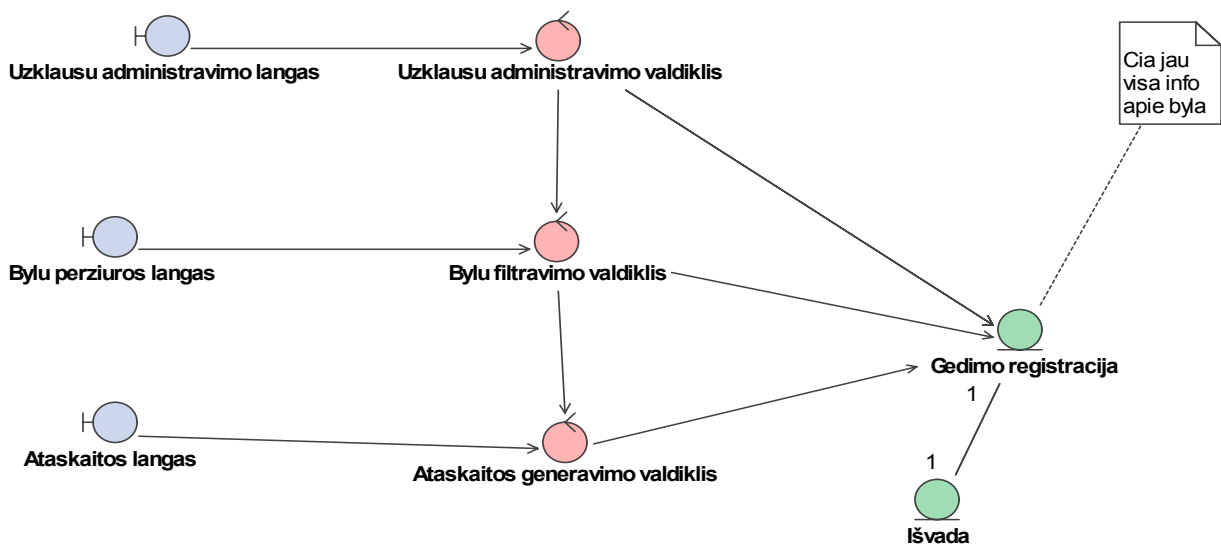 Uzklausu administravimo langas
Uzklausu administravimo valdiklis
Cia jau
visa info
apie byla
Bylu perziuros langas
Bylu filtravimo valdiklis
Gedimo registracija
1
Ataskaitos langas
Ataskaitos generavimo valdiklis
1
Išvada